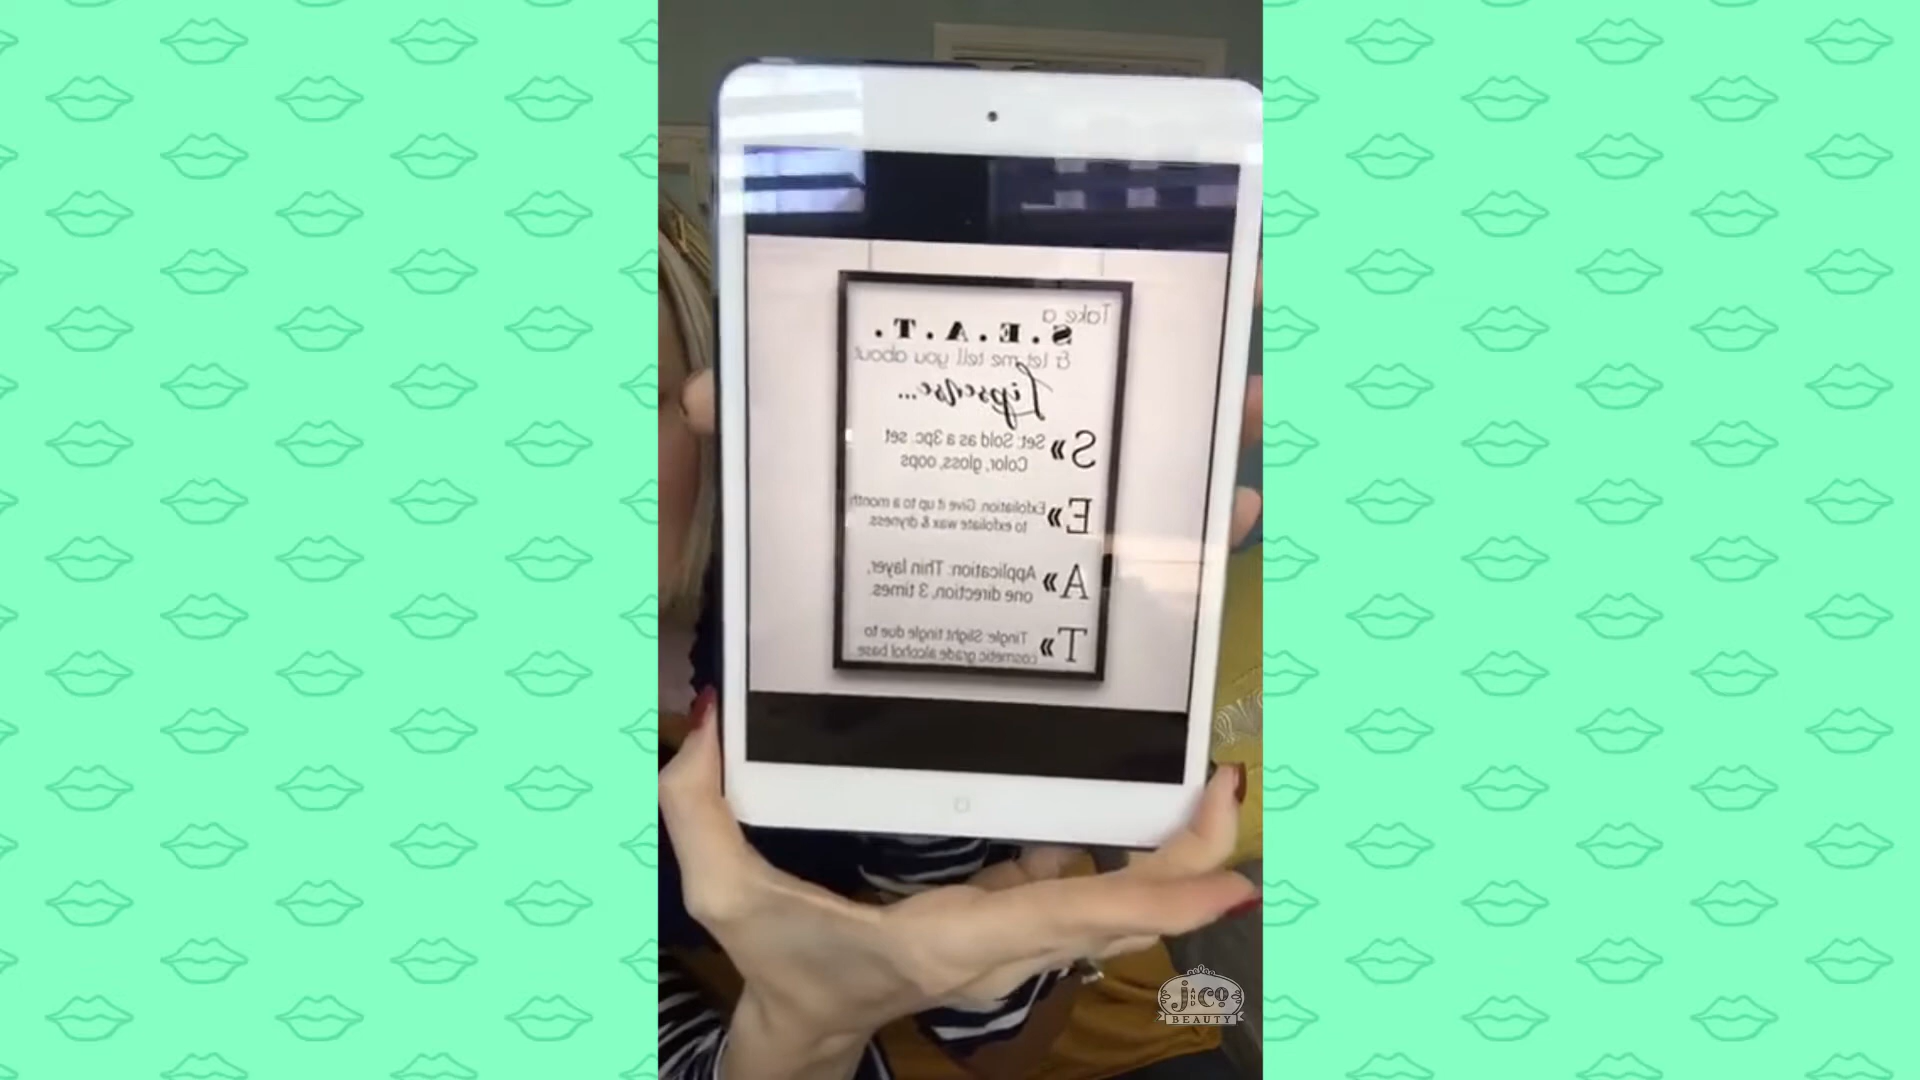 Take a
S.E.A.T.
& let me tell you about
Lipsense...
S» Set: Sold as a 3pc. set
Color, gloss, oops
E» Exfoliation: Give it up to a month
to exfoliate wax & dryness.
A» Application: Thin layer,
one direction, 3 times.
T» Tingle: Slight tingle due to
cosmetic grade alcohol base
j AND CO
BEAUTY